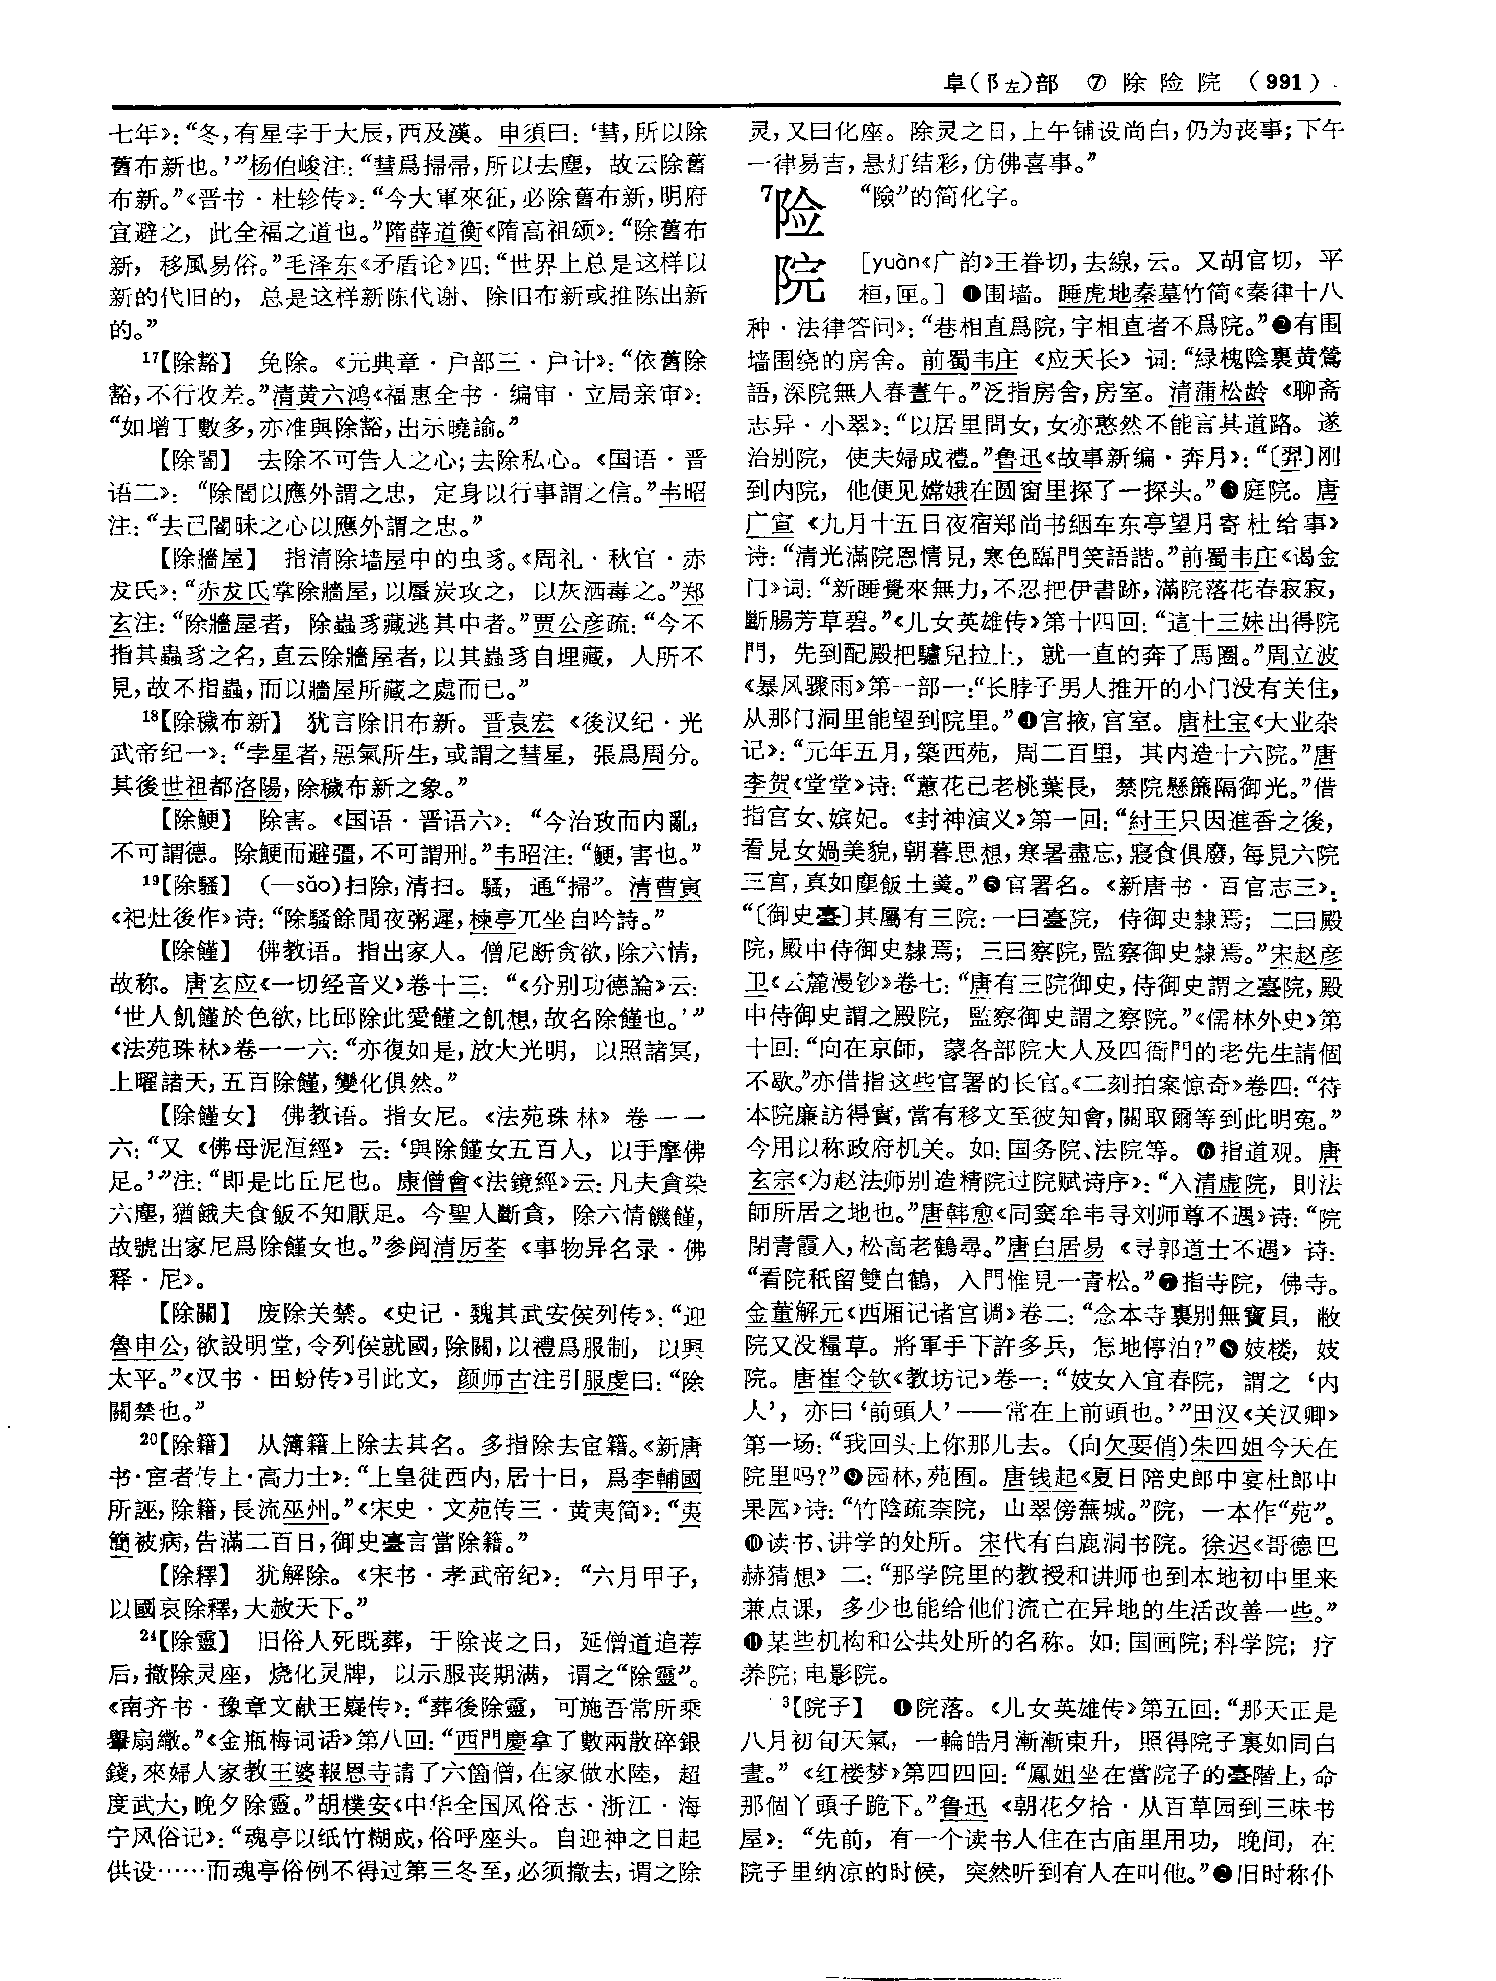 阜(阝左)部 ⑦ 除险院 (991)
七年》：“冬，有星孛于大辰，西及漢。申須曰：‘彗，所以除
舊布新也。’”杨伯峻注：“彗爲掃帚，所以去塵，故云除舊
布新。”《晋书·杜轸传》：“今大軍來征，必除舊布新，明府
宜避之，此全福之道也。”隋薛道衡《隋高祖颂》：“除舊布
新，移風易俗。”毛泽东《矛盾论》四：“世界上总是这样以
新的代旧的，总是这样新陈代谢、除旧布新或推陈出新
的。”
17【除豁】 免除。《元典章·户部三·户计》：“依舊除
豁，不行收差。”清黄六鸿《福惠全书·编审·立局亲审》：
“如增丁數多，亦准與除豁，出示曉諭。”
【除闇】 去除不可告人之心；去除私心。《国语·晋
语二》：“除闇以應外謂之忠，定身以行事謂之信。”韦昭
注：“去己闇昧之心以應外謂之忠。”
【除牆屋】 指清除墙屋中的虫豸。《周礼·秋官·赤
犮氏》：“赤犮氏掌除牆屋，以蜃炭攻之，以灰洒毒之。”郑
玄注：“除牆屋者，除蟲豸藏逃其中者。”贾公彦疏：“今不
指其蟲豸之名，直云除牆屋者，以其蟲豸自埋藏，人所不
見，故不指蟲，而以牆屋所藏之處而已。”
18【除穢布新】 犹言除旧布新。晋袁宏《後汉纪·光
武帝纪一》：“孛星者，惡氣所生，或謂之彗星，張爲周分。
其後世祖都洛陽，除穢布新之象。”
【除鯁】 除害。《国语·晋语六》：“今治政而内亂，
不可謂德。除鯁而避彊，不可謂刑。”韦昭注：“鯁，害也。”
19【除騷】 (—sǎo)扫除，清扫。騷，通“掃”。清曹寅
《祀灶後作》诗：“除騷餘閒夜粥遲，楝亭兀坐自吟詩。”
【除饉】 佛教语。指出家人。僧尼断贪欲，除六情，
故称。唐玄应《一切经音义》卷十三：“《分别功德論》云：
‘世人飢饉於色欲，比邱除此愛饉之飢想，故名除饉也。’”
《法苑珠林》卷一一六：“亦復如是，放大光明，以照諸冥，
上曜諸天，五百除饉，變化俱然。”
【除饉女】 佛教语。指女尼。《法苑珠林》卷一一
六：“又《佛母泥洹經》云：‘與除饉女五百人，以手摩佛
足。’”注：“即是比丘尼也。康僧會《法鏡經》云：凡夫貪染
六塵，猶餓夫食飯不知厭足。今聖人斷貪，除六情饑饉，
故號出家尼爲除饉女也。”参阅清厉荃《事物异名录·佛
释·尼》。
【除關】 废除关禁。《史记·魏其武安侯列传》：“迎
魯申公，欲設明堂，令列侯就國，除關，以禮爲服制，以興
太平。”《汉书·田蚡传》引此文，颜师古注引服虔曰：“除
關禁也。”
20【除籍】 从簿籍上除去其名。多指除去宦籍。《新唐
书·宦者传上·高力士》：“上皇徙西内，居十日，爲李輔國
所誣，除籍，長流巫州。”《宋史·文苑传三·黄夷简》：“夷
簡被病，告滿二百日，御史臺言當除籍。”
【除釋】 犹解除。《宋书·孝武帝纪》：“六月甲子，
以國哀除釋，大赦天下。”
24【除靈】 旧俗人死既葬，于除丧之日，延僧道追荐
后，撤除灵座，烧化灵牌，以示服丧期满，谓之“除靈”。
《南齐书·豫章文献王嶷传》：“葬後除靈，可施吾常所乘
轝扇繖。”《金瓶梅词话》第八回：“西門慶拿了數兩散碎銀
錢，來婦人家教王婆報恩寺請了六箇僧，在家做水陸，超
度武大，晚夕除靈。”胡樸安《中华全国风俗志·浙江·海
宁风俗记》：“魂亭以纸竹糊成，俗呼座头。自迎神之日起
供设……而魂亭俗例不得过第三冬至，必须撤去，谓之除
灵，又曰化座。除灵之日，上午铺设尚白，仍为丧事；下午
一律易吉，悬灯结彩，仿佛喜事。”
7险 “險”的简化字。
院 [yuàn《广韵》王眷切，去線，云。又胡官切，平
桓，匣。] ❶围墙。睡虎地秦墓竹简《秦律十八
种·法律答问》：“巷相直爲院，宇相直者不爲院。”❷有围
墙围绕的房舍。前蜀韦庄《应天长》词：“緑槐陰裏黄鶯
語，深院無人春晝午。”泛指房舍，房室。清蒲松龄《聊斋
志异·小翠》：“以居里問女，女亦憨然不能言其道路。遂
治别院，使夫婦成禮。”鲁迅《故事新编·奔月》：“〔羿〕刚
到内院，他便见嫦娥在圆窗里探了一探头。”❸庭院。唐
广宣《九月十五日夜宿郑尚书絪车东亭望月寄杜给事》
诗：“清光滿院恩情見，寒色臨門笑語諧。”前蜀韦庄《谒金
门》词：“新睡覺來無力，不忍把伊書跡，滿院落花春寂寂，
斷腸芳草碧。”《儿女英雄传》第十四回：“這十三妹出得院
門，先到配殿把驢兒拉上，就一直的奔了馬圈。”周立波
《暴风骤雨》第一部一：“长脖子男人推开的小门没有关住，
从那门洞里能望到院里。”❹宫掖，宫室。唐杜宝《大业杂
记》：“元年五月，築西苑，周二百里，其内造十六院。”唐
李贺《堂堂》诗：“蕙花已老桃葉長，禁院懸簾隔御光。”借
指宫女、嫔妃。《封神演义》第一回：“紂王只因進香之後，
看見女媧美貌，朝暮思想，寒暑盡忘，寢食俱廢，每見六院
三宫，真如塵飯土羹。”❺官署名。《新唐书·百官志三》：
“〔御史臺〕其屬有三院：一曰臺院，侍御史隸焉；二曰殿
院，殿中侍御史隸焉；三曰察院，監察御史隸焉。”宋赵彦
卫《云麓漫钞》卷七：“唐有三院御史，侍御史謂之臺院，殿
中侍御史謂之殿院，監察御史謂之察院。”《儒林外史》第
十回：“向在京師，蒙各部院大人及四衙門的老先生請個
不歇。”亦借指这些官署的长官。《二刻拍案惊奇》卷四：“待
本院廉訪得實，當有移文至彼知會，關取爾等到此明冤。”
今用以称政府机关。如：国务院、法院等。❻指道观。唐
玄宗《为赵法师别造精院过院赋诗序》：“入清虚院，則法
師所居之地也。”唐韩愈《同窦牟韦寻刘师尊不遇》诗：“院
閉青霞入，松高老鶴尋。”唐白居易《寻郭道士不遇》诗：
“看院祇留雙白鶴，入門惟見一青松。”❼指寺院，佛寺。
金董解元《西厢记诸宫调》卷二：“念本寺裏别無寶貝，敝
院又没糧草。將軍手下許多兵，怎地停泊？”❽妓楼，妓
院。唐崔令钦《教坊记》卷一：“妓女入宜春院，謂之‘内
人’，亦曰‘前頭人’——常在上前頭也。’”田汉《关汉卿》
第一场：“我回头上你那儿去。（向欠耍俏）朱四姐今天在
院里吗？”❾园林，苑囿。唐钱起《夏日陪史郎中宴杜郎中
果园》诗：“竹陰疏柰院，山翠傍蕪城。”院，一本作“苑”。
❿读书、讲学的处所。宋代有白鹿洞书院。徐迟《哥德巴
赫猜想》二：“那学院里的教授和讲师也到本地初中里来
兼点课，多少也能给他们流亡在异地的生活改善一些。”
⓫某些机构和公共处所的名称。如：国画院；科学院；疗
养院；电影院。
3【院子】 ❶院落。《儿女英雄传》第五回：“那天正是
八月初旬天氣，一輪皓月漸漸東升，照得院子裏如同白
晝。”《红楼梦》第四四回：“鳳姐坐在當院子的臺階上，命
那個丫頭子跪下。”鲁迅《朝花夕拾·从百草园到三味书
屋》：“先前，有一个读书人住在古庙里用功，晚间，在
院子里纳凉的时候，突然听到有人在叫他。”❷旧时称仆